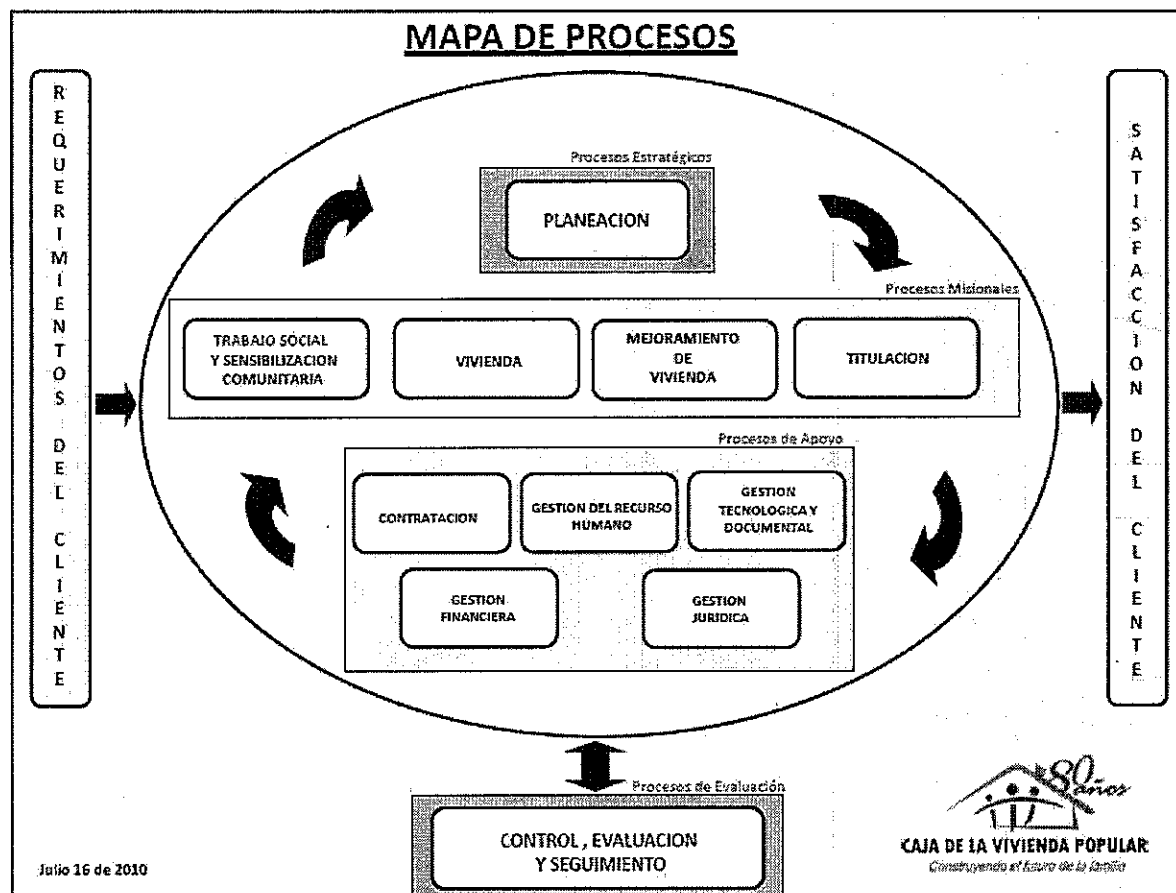 MAPA DE PROCESOS
REQUERIMIENTOS DEL CLIENTE
Procesos Estratégicos
PLANEACION
Procesos Misionales
TRABAJO SOCIAL
Y SENSIBILIZACION
COMUNITARIA
VIVIENDA
MEJORAMIENTO
DE
VIVIENDA
TITULACION
Procesos de Apoyo
CONTRATACION
GESTION DEL RECURSO
HUMANO
GESTION
TECNOLOGICA Y
DOCUMENTAL
GESTION
FINANCIERA
GESTION
JURIDICA
SATISFACCION DEL CLIENTE
Procesos de Evaluación
CONTROL , EVALUACION
Y SEGUIMIENTO
80
años
CAJA DE LA VIVIENDA POPULAR
Construyendo el futuro de la familia
Julio 16 de 2010